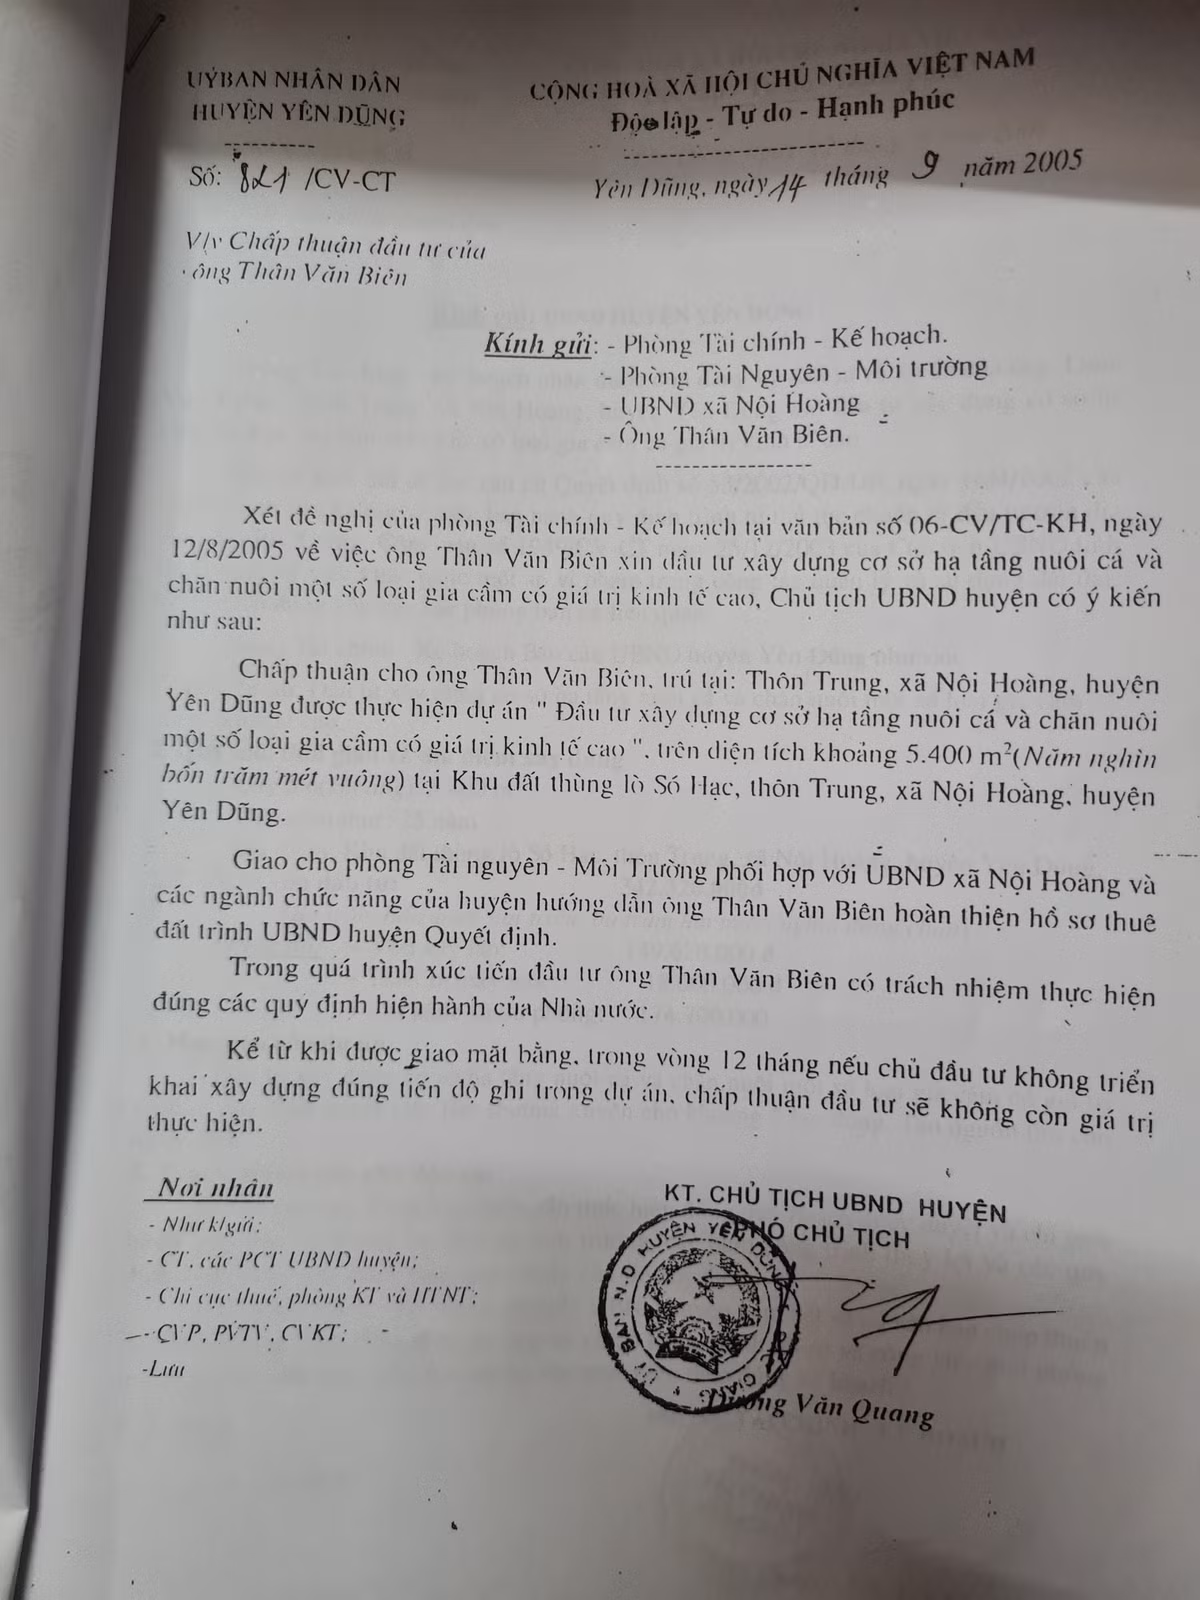 UỶ BAN NHÂN DÂN
HUYỆN YÊN DŨNG
Số: 821 /CV-CT
V/v Chấp thuận đầu tư của
ông Thân Văn Biên
CỘNG HOÀ XÃ HỘI CHỦ NGHĨA VIỆT NAM
Độc lập - Tự do - Hạnh phúc
Yên Dũng, ngày 14 tháng 9 năm 2005
Kính gửi: - Phòng Tài chính - Kế hoạch.
- Phòng Tài Nguyên - Môi trường
- UBND xã Nội Hoàng
- Ông Thân Văn Biên.
Xét đề nghị của phòng Tài chính - Kế hoạch tại văn bản số 06-CV/TC-KH, ngày
12/8/2005 về việc ông Thân Văn Biên xin đầu tư xây dựng cơ sở hạ tầng nuôi cá và
chăn nuôi một số loại gia cầm có giá trị kinh tế cao, Chủ tịch UBND huyện có ý kiến
như sau:
Chấp thuận cho ông Thân Văn Biên, trú tại: Thôn Trung, xã Nội Hoàng, huyện
Yên Dũng được thực hiện dự án " Đầu tư xây dựng cơ sở hạ tầng nuôi cá và chăn nuôi
một số loại gia cầm có giá trị kinh tế cao ", trên diện tích khoảng 5.400 m²(Năm nghìn
bốn trăm mét vuông) tại Khu đất thùng lò Só Hạc, thôn Trung, xã Nội Hoàng, huyện
Yên Dũng.
Giao cho phòng Tài nguyên - Môi Trường phối hợp với UBND xã Nội Hoàng và
các ngành chức năng của huyện hướng dẫn ông Thân Văn Biên hoàn thiện hồ sơ thuê
đất trình UBND huyện Quyết định.
Trong quá trình xúc tiến đầu tư ông Thân Văn Biên có trách nhiệm thực hiện
đúng các quy định hiện hành của Nhà nước.
Kể từ khi được giao mặt bằng, trong vòng 12 tháng nếu chủ đầu tư không triển
khai xây dựng đúng tiến độ ghi trong dự án, chấp thuận đầu tư sẽ không còn giá trị
thực hiện.
Nơi nhận
- Như k/gửi;
- CT, các PCT UBND huyện;
- Chi cục thuế, phòng KT và HTNT;
- CVP, PVTV, CVKT;
-Lưu
KT. CHỦ TỊCH UBND HUYỆN
PHÓ CHỦ TỊCH
UỶ BAN N.D HUYỆN YÊN DŨNG
GIANG
Dương Văn Quang